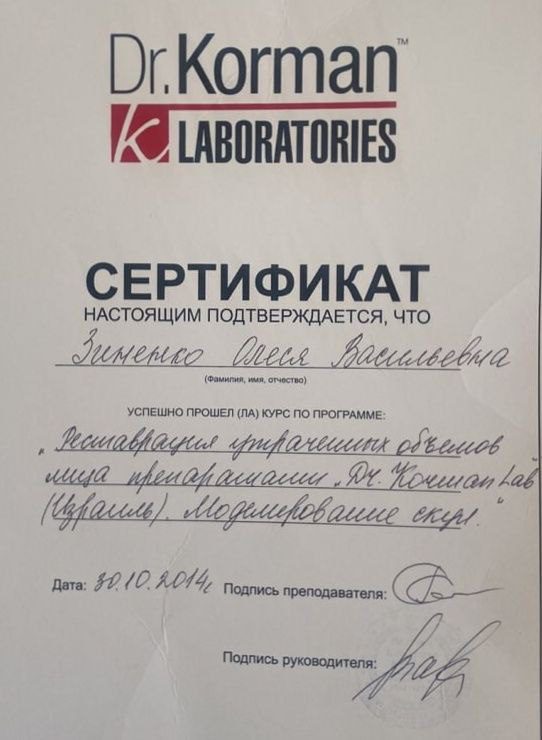 Dr.Korman™
K LABORATORIES
СЕРТИФИКАТ
НАСТОЯЩИМ ПОДТВЕРЖДАЕТСЯ, ЧТО
Зиненко Олеся Васильевна
(Фамилия, имя, отчество)
УСПЕШНО ПРОШЕЛ (ЛА) КУРС ПО ПРОГРАММЕ:
„Реставрация утраченных объемов
лица препаратами „Dr. Korman Lab"
(Израиль). Моделирование скул."
Дата: 30.10.2014г Подпись преподавателя:
Подпись руководителя: